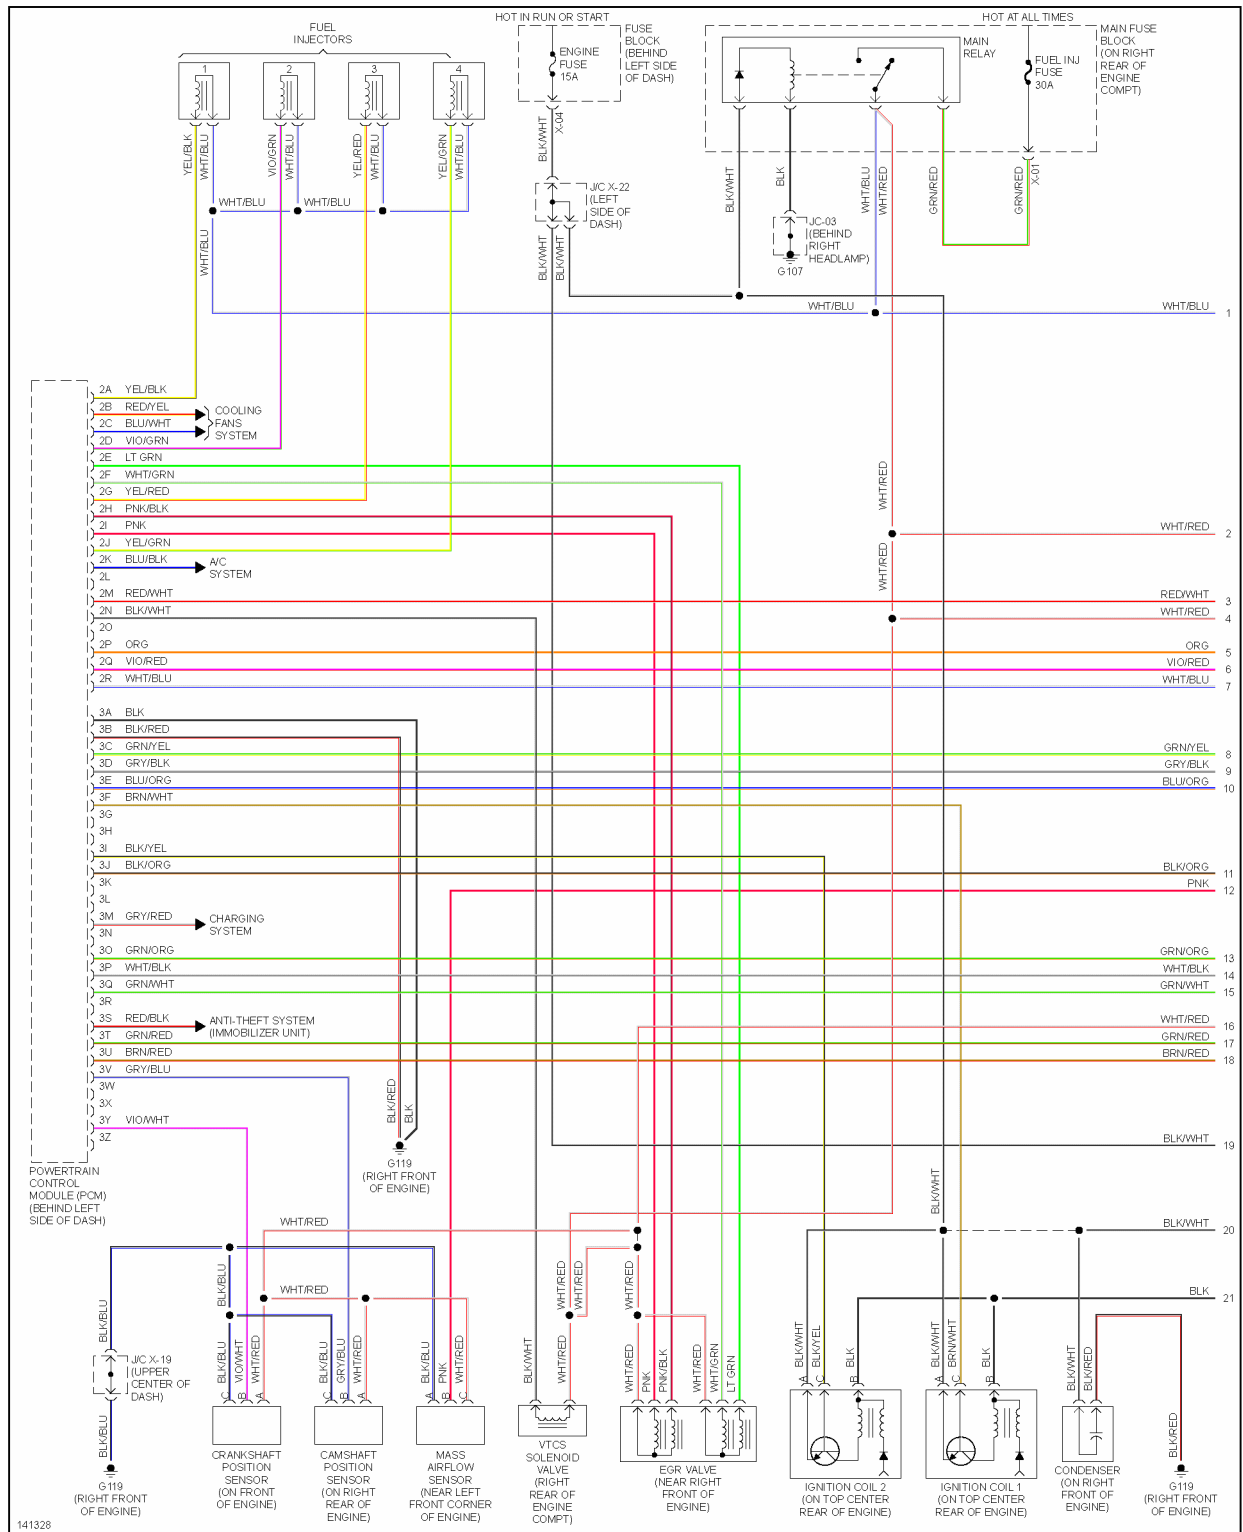 HOT IN RUN OR START
HOT AT ALL TIMES
FUEL
INJECTORS
1
2
3
4
ENGINE
FUSE
15A
FUSE
BLOCK
(BEHIND
LEFT SIDE
OF DASH)
MAIN
RELAY
FUEL INJ
FUSE
30A
MAIN FUSE
BLOCK
(ON RIGHT
REAR OF
ENGINE
COMPT)
YEL/BLK
WHT/BLU
VIO/GRN
WHT/BLU
YEL/RED
WHT/BLU
YEL/GRN
WHT/BLU
BLK/WHT
X-04
BLK/WHT
BLK
WHT/BLU
WHT/RED
GRN/RED
GRN/RED
X-01
J/C X-22
(LEFT
SIDE OF
DASH)
JC-03
(BEHIND
RIGHT
HEADLAMP)
G107
WHT/BLU
WHT/BLU
WHT/BLU
BLK/WHT
BLK/WHT
WHT/BLU
WHT/BLU 1
2A YEL/BLK
2B RED/YEL
2C BLU/WHT
COOLING
FANS
SYSTEM
2D VIO/GRN
2E LT GRN
2F WHT/GRN
2G YEL/RED
2H PNK/BLK
2I PNK
2J YEL/GRN
2K BLU/BLK
A/C
SYSTEM
2L
2M RED/WHT
2N BLK/WHT
2O
2P ORG
2Q VIO/RED
2R WHT/BLU
WHT/RED
WHT/RED
WHT/RED 2
RED/WHT 3
WHT/RED 4
ORG 5
VIO/RED 6
WHT/BLU 7
3A BLK
3B BLK/RED
3C GRN/YEL
3D GRY/BLK
3E BLU/ORG
3F BRN/WHT
3G
3H
3I BLK/YEL
3J BLK/ORG
3K
3L
3M GRY/RED
CHARGING
SYSTEM
3N
3O GRN/ORG
3P WHT/BLK
3Q GRN/WHT
3R
3S RED/BLK
ANTI-THEFT SYSTEM
(IMMOBILIZER UNIT)
3T GRN/RED
3U BRN/RED
3V GRY/BLU
3W
3X
3Y VIO/WHT
3Z
GRN/YEL 8
GRY/BLK 9
BLU/ORG 10
BLK/ORG 11
PNK 12
GRN/ORG 13
WHT/BLK 14
GRN/WHT 15
WHT/RED 16
GRN/RED 17
BRN/RED 18
BLK/WHT 19
BLK/WHT 20
BLK 21
POWERTRAIN
CONTROL
MODULE (PCM)
(BEHIND LEFT
SIDE OF DASH)
BLK/RED
BLK
G119
(RIGHT FRONT
OF ENGINE)
BLK/WHT
WHT/RED
WHT/RED
BLK/BLU
BLK/BLU
J/C X-19
(UPPER
CENTER OF
DASH)
BLK/BLU
G119
(RIGHT FRONT
OF ENGINE)
BLK/BLU
VIO/WHT
WHT/RED
C
B
A
CRANKSHAFT
POSITION
SENSOR
(ON FRONT
OF ENGINE)
BLK/BLU
GRY/BLU
WHT/RED
C
B
A
CAMSHAFT
POSITION
SENSOR
(ON RIGHT
REAR OF
ENGINE)
BLK/BLU
PNK
WHT/RED
A
B
C
MASS
AIRFLOW
SENSOR
(NEAR LEFT
FRONT CORNER
OF ENGINE)
BLK/WHT
WHT/RED
WHT/RED
WHT/RED
VTCS
SOLENOID
VALVE
(RIGHT
REAR OF
ENGINE
COMPT)
WHT/RED
WHT/RED
PNK
PNK/BLK
WHT/RED
WHT/GRN
LT GRN
EGR VALVE
(NEAR RIGHT
FRONT OF
ENGINE)
BLK/WHT
BLK/YEL
BLK
A
C
B
IGNITION COIL 2
(ON TOP CENTER
REAR OF ENGINE)
BLK/WHT
BRN/WHT
BLK
A
C
B
IGNITION COIL 1
(ON TOP CENTER
REAR OF ENGINE)
BLK/WHT
BLK/RED
CONDENSER
(ON RIGHT
FRONT OF
ENGINE)
BLK/RED
G119
(RIGHT FRONT
OF ENGINE)
141328